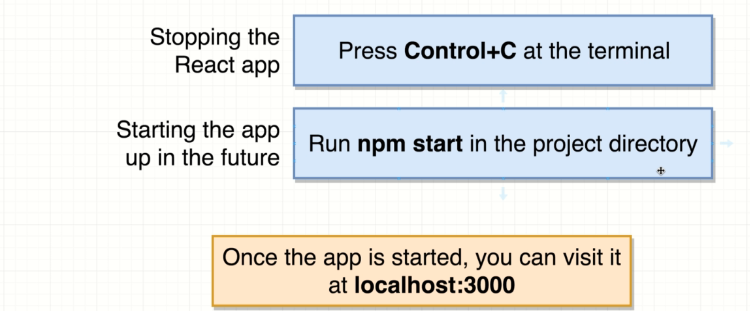 Stopping the
React app
Press Control+C at the terminal
Starting the app
up in the future
Run npm start in the project directory
Once the app is started, you can visit it
at localhost:3000